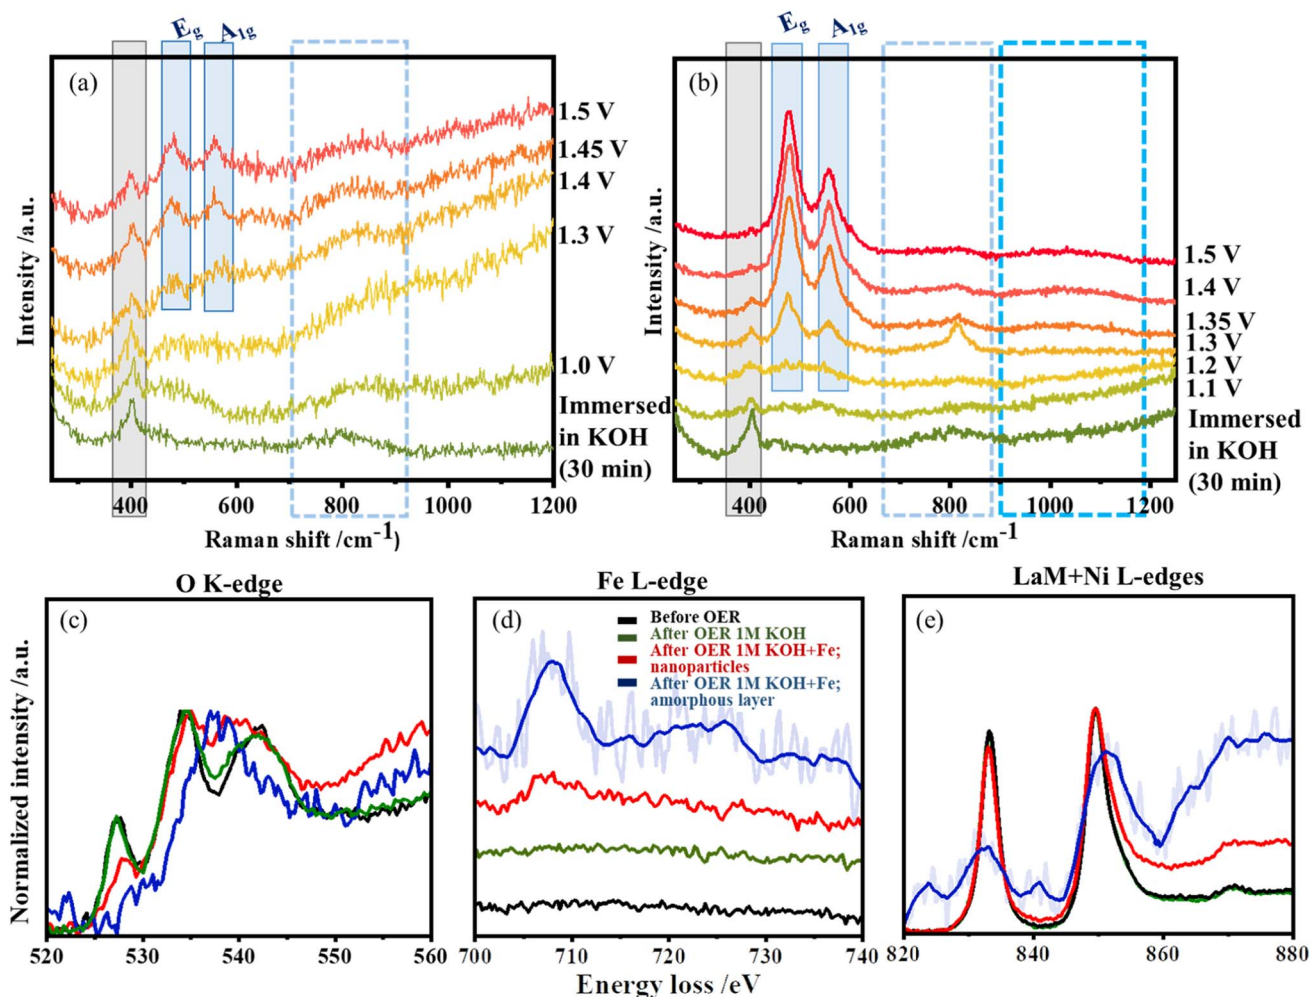 E_g A_1g
(a)
1.5 V
1.45 V
1.4 V
1.3 V
1.0 V
Immersed
in KOH
(30 min)
Intensity /a.u.
400 600 800 1000 1200
Raman shift /cm⁻¹)
E_g A_1g
(b)
1.5 V
1.4 V
1.35 V
1.3 V
1.2 V
1.1 V
Immersed
in KOH
(30 min)
Intensity /a.u.
400 600 800 1000 1200
Raman shift /cm⁻¹
O K-edge
(c)
Normalized intensity /a.u.
520 530 540 550 560
Fe L-edge
(d)
Before OER
After OER 1M KOH
After OER 1M KOH+Fe;
nanoparticles
After OER 1M KOH+Fe;
amorphous layer
700 710 720 730 740
Energy loss /eV
LaM+Ni L-edges
(e)
820 840 860 880